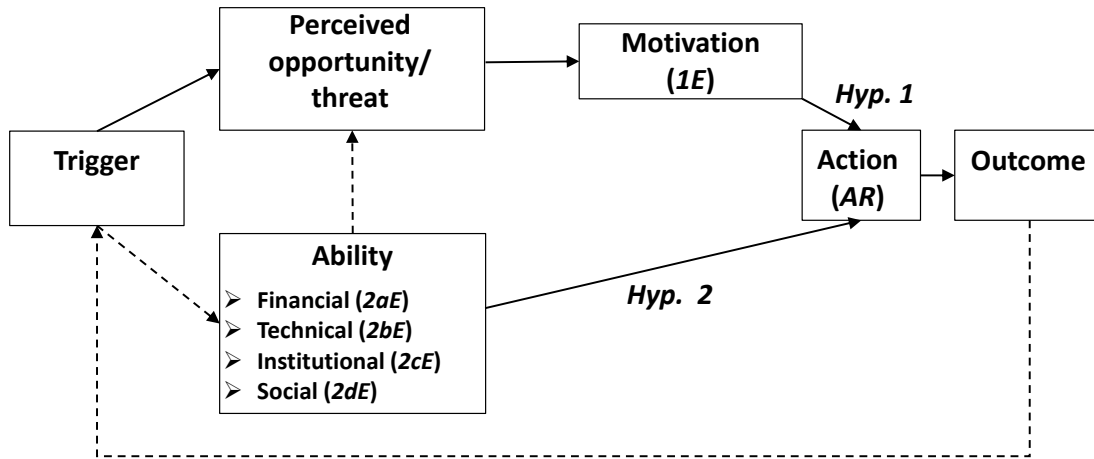 Perceived
opportunity/
threat
Motivation
(1E)
Hyp. 1
Trigger
Action
(AR)
Outcome
Ability
➢ Financial (2aE)
➢ Technical (2bE)
➢ Institutional (2cE)
➢ Social (2dE)
Hyp. 2